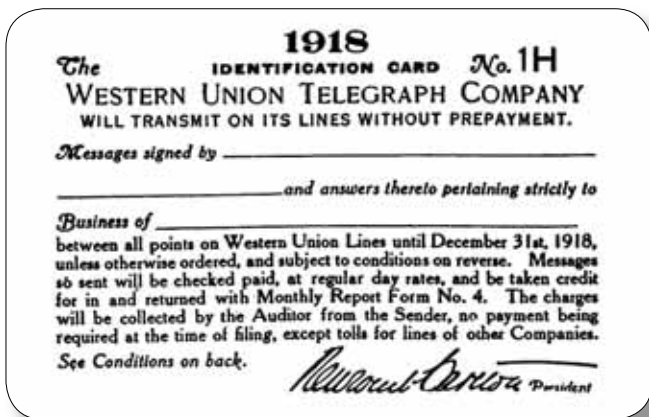 1918
The IDENTIFICATION CARD No. 1H
WESTERN UNION TELEGRAPH COMPANY
WILL TRANSMIT ON ITS LINES WITHOUT PREPAYMENT.
Messages signed by
and answers thereto pertaining strictly to
Business of
between all points on Western Union Lines until December 31st, 1918,
unless otherwise ordered, and subject to conditions on reverse. Messages
so sent will be checked paid, at regular day rates, and be taken credit
for in and returned with Monthly Report Form No. 4. The charges
will be collected by the Auditor from the Sender, no payment being
required at the time of filing, except tolls for lines of other Companies.
See Conditions on back.
Newcomb Carlton President